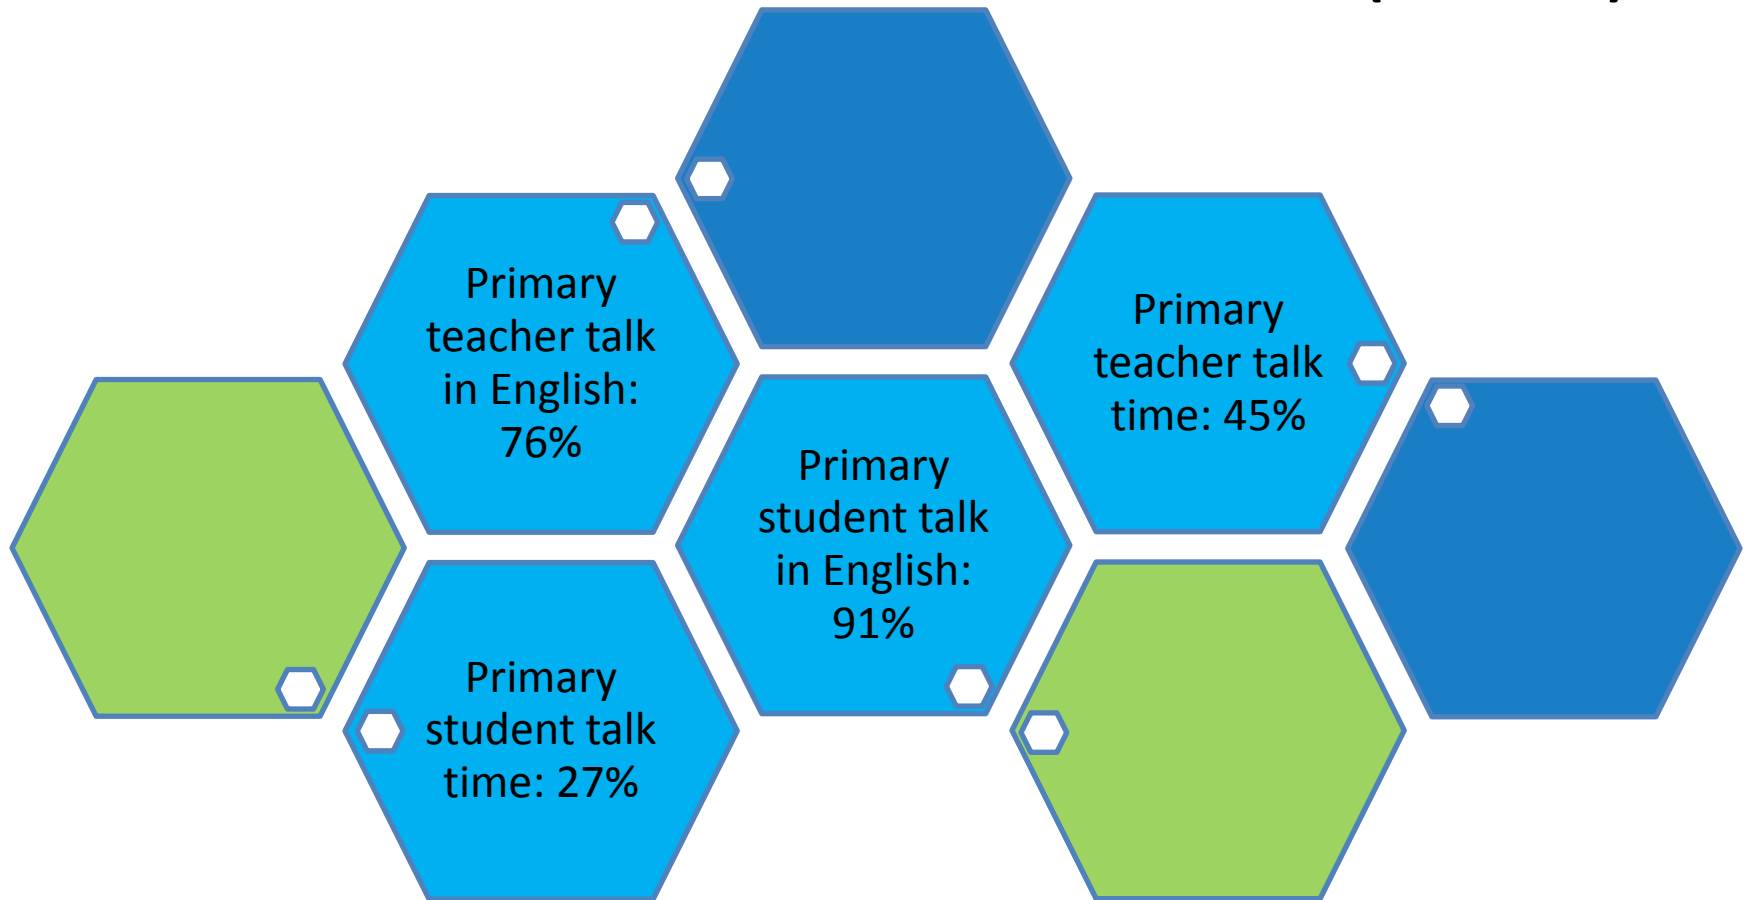 Primary
teacher talk
in English:
76%
Primary
teacher talk
time: 45%
Primary
student talk
in English:
91%
Primary
student talk
time: 27%